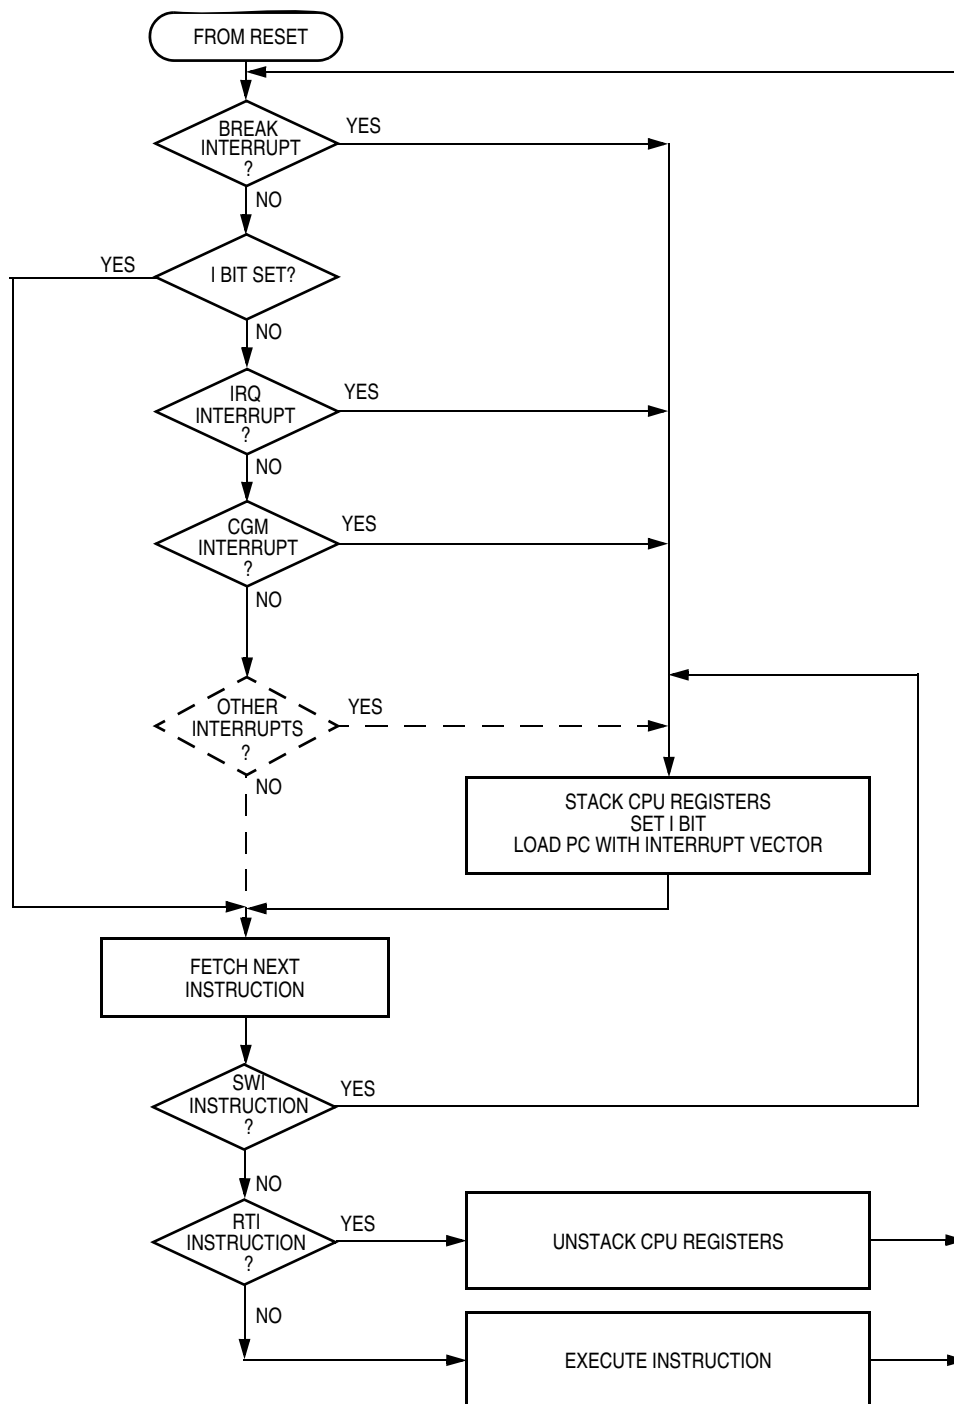 FROM RESET
BREAK
INTERRUPT
?
YES
NO
YES
I BIT SET?
NO
IRQ
INTERRUPT
?
YES
NO
CGM
INTERRUPT
?
YES
NO
OTHER
INTERRUPTS
?
YES
NO
STACK CPU REGISTERS
SET I BIT
LOAD PC WITH INTERRUPT VECTOR
FETCH NEXT
INSTRUCTION
SWI
INSTRUCTION
?
YES
NO
RTI
INSTRUCTION
?
YES
UNSTACK CPU REGISTERS
NO
EXECUTE INSTRUCTION